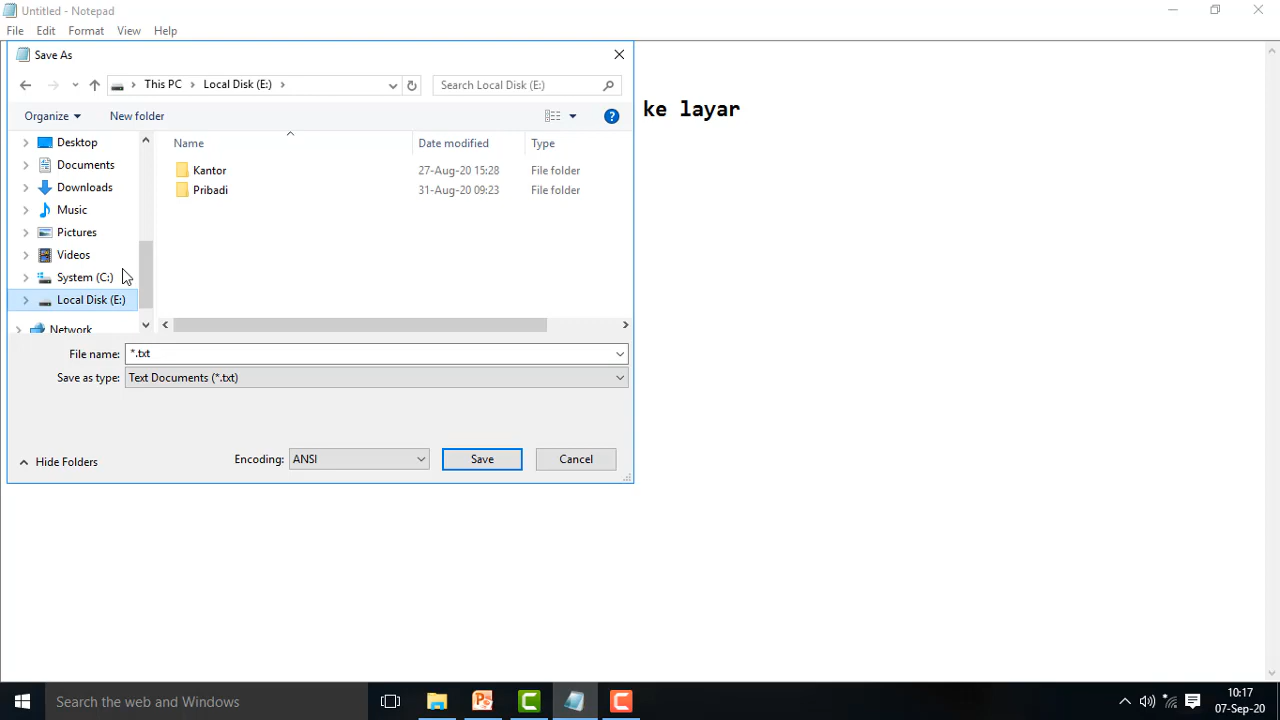 Untitled - Notepad
File Edit Format View Help
Save As
This PC Local Disk (E:)
Search Local Disk (E:)
ke layar
Organize New folder
Name Date modified Type
Desktop
Documents
Downloads
Music
Pictures
Videos
System (C:)
Local Disk (E:)
Network
Kantor 27-Aug-20 15:28 File folder
Pribadi 31-Aug-20 09:23 File folder
File name: *.txt
Save as type: Text Documents (*.txt)
Hide Folders
Encoding: ANSI
Save
Cancel
Search the web and Windows
10:17
07-Sep-20